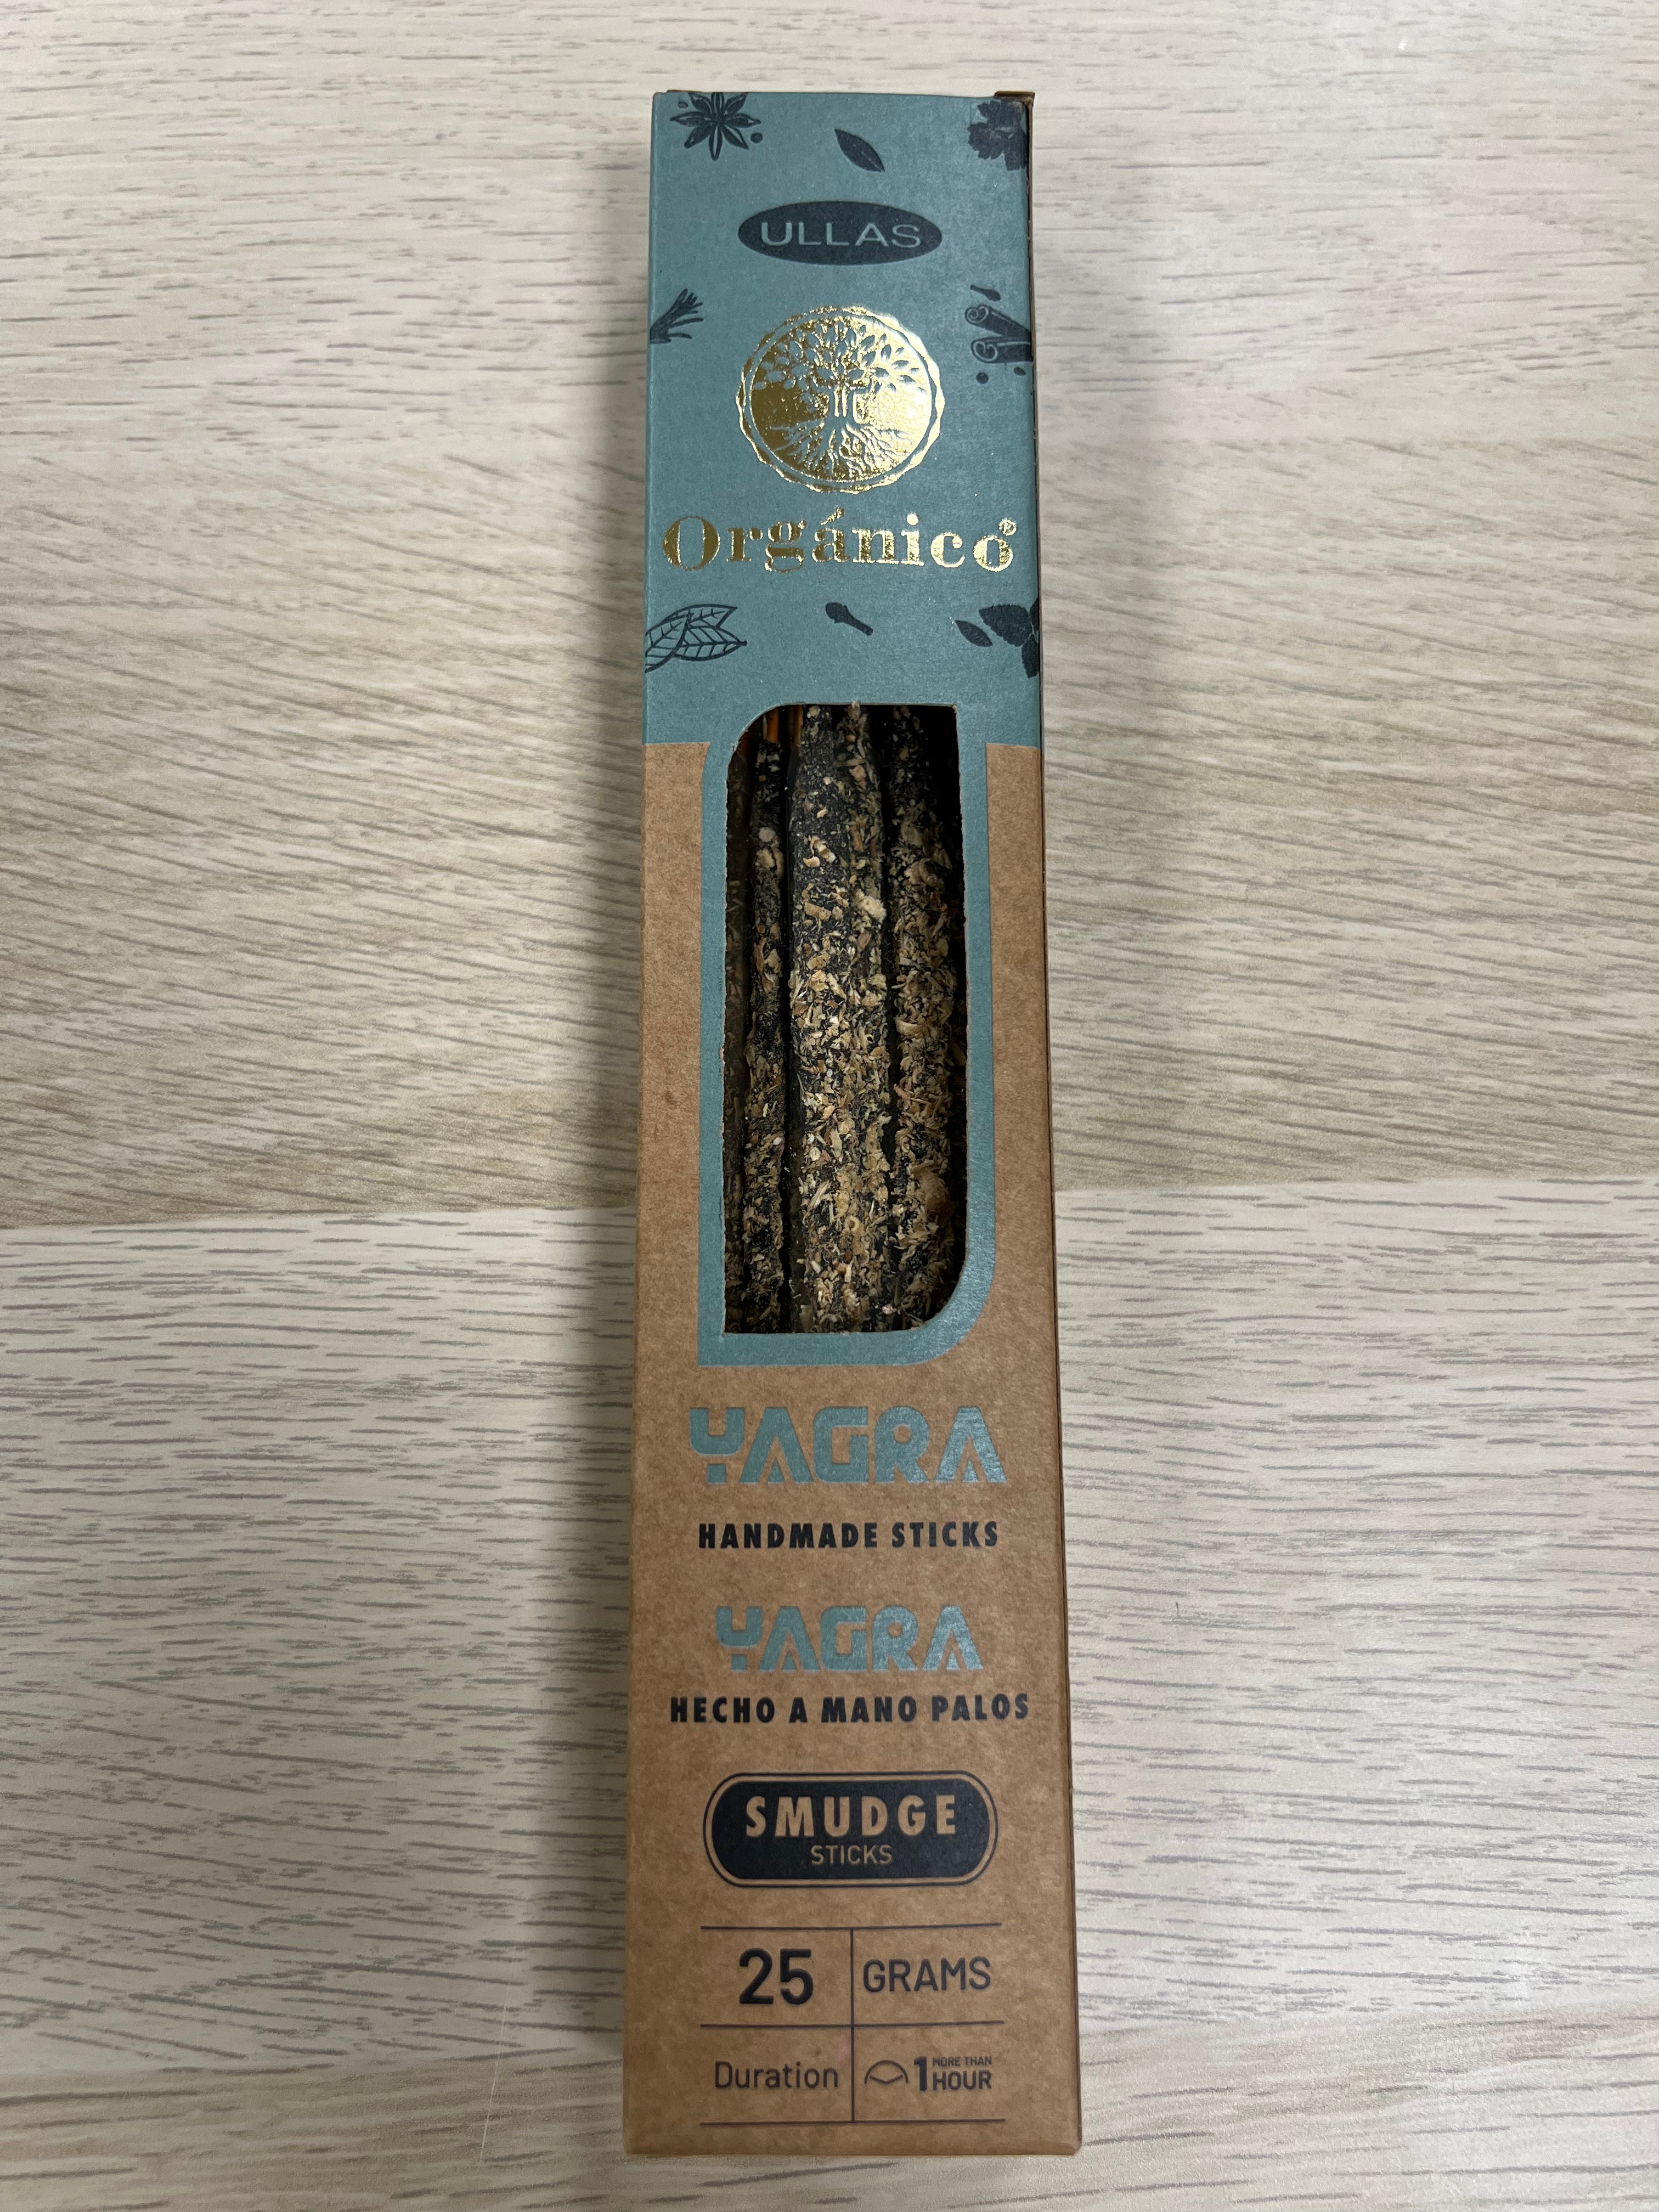 ULLAS
Orgánico®
YAGRA
HANDMADE STICKS
YAGRA
HECHO A MANO PALOS
SMUDGE
STICKS
25 GRAMS
Duration 1 MORE THAN HOUR